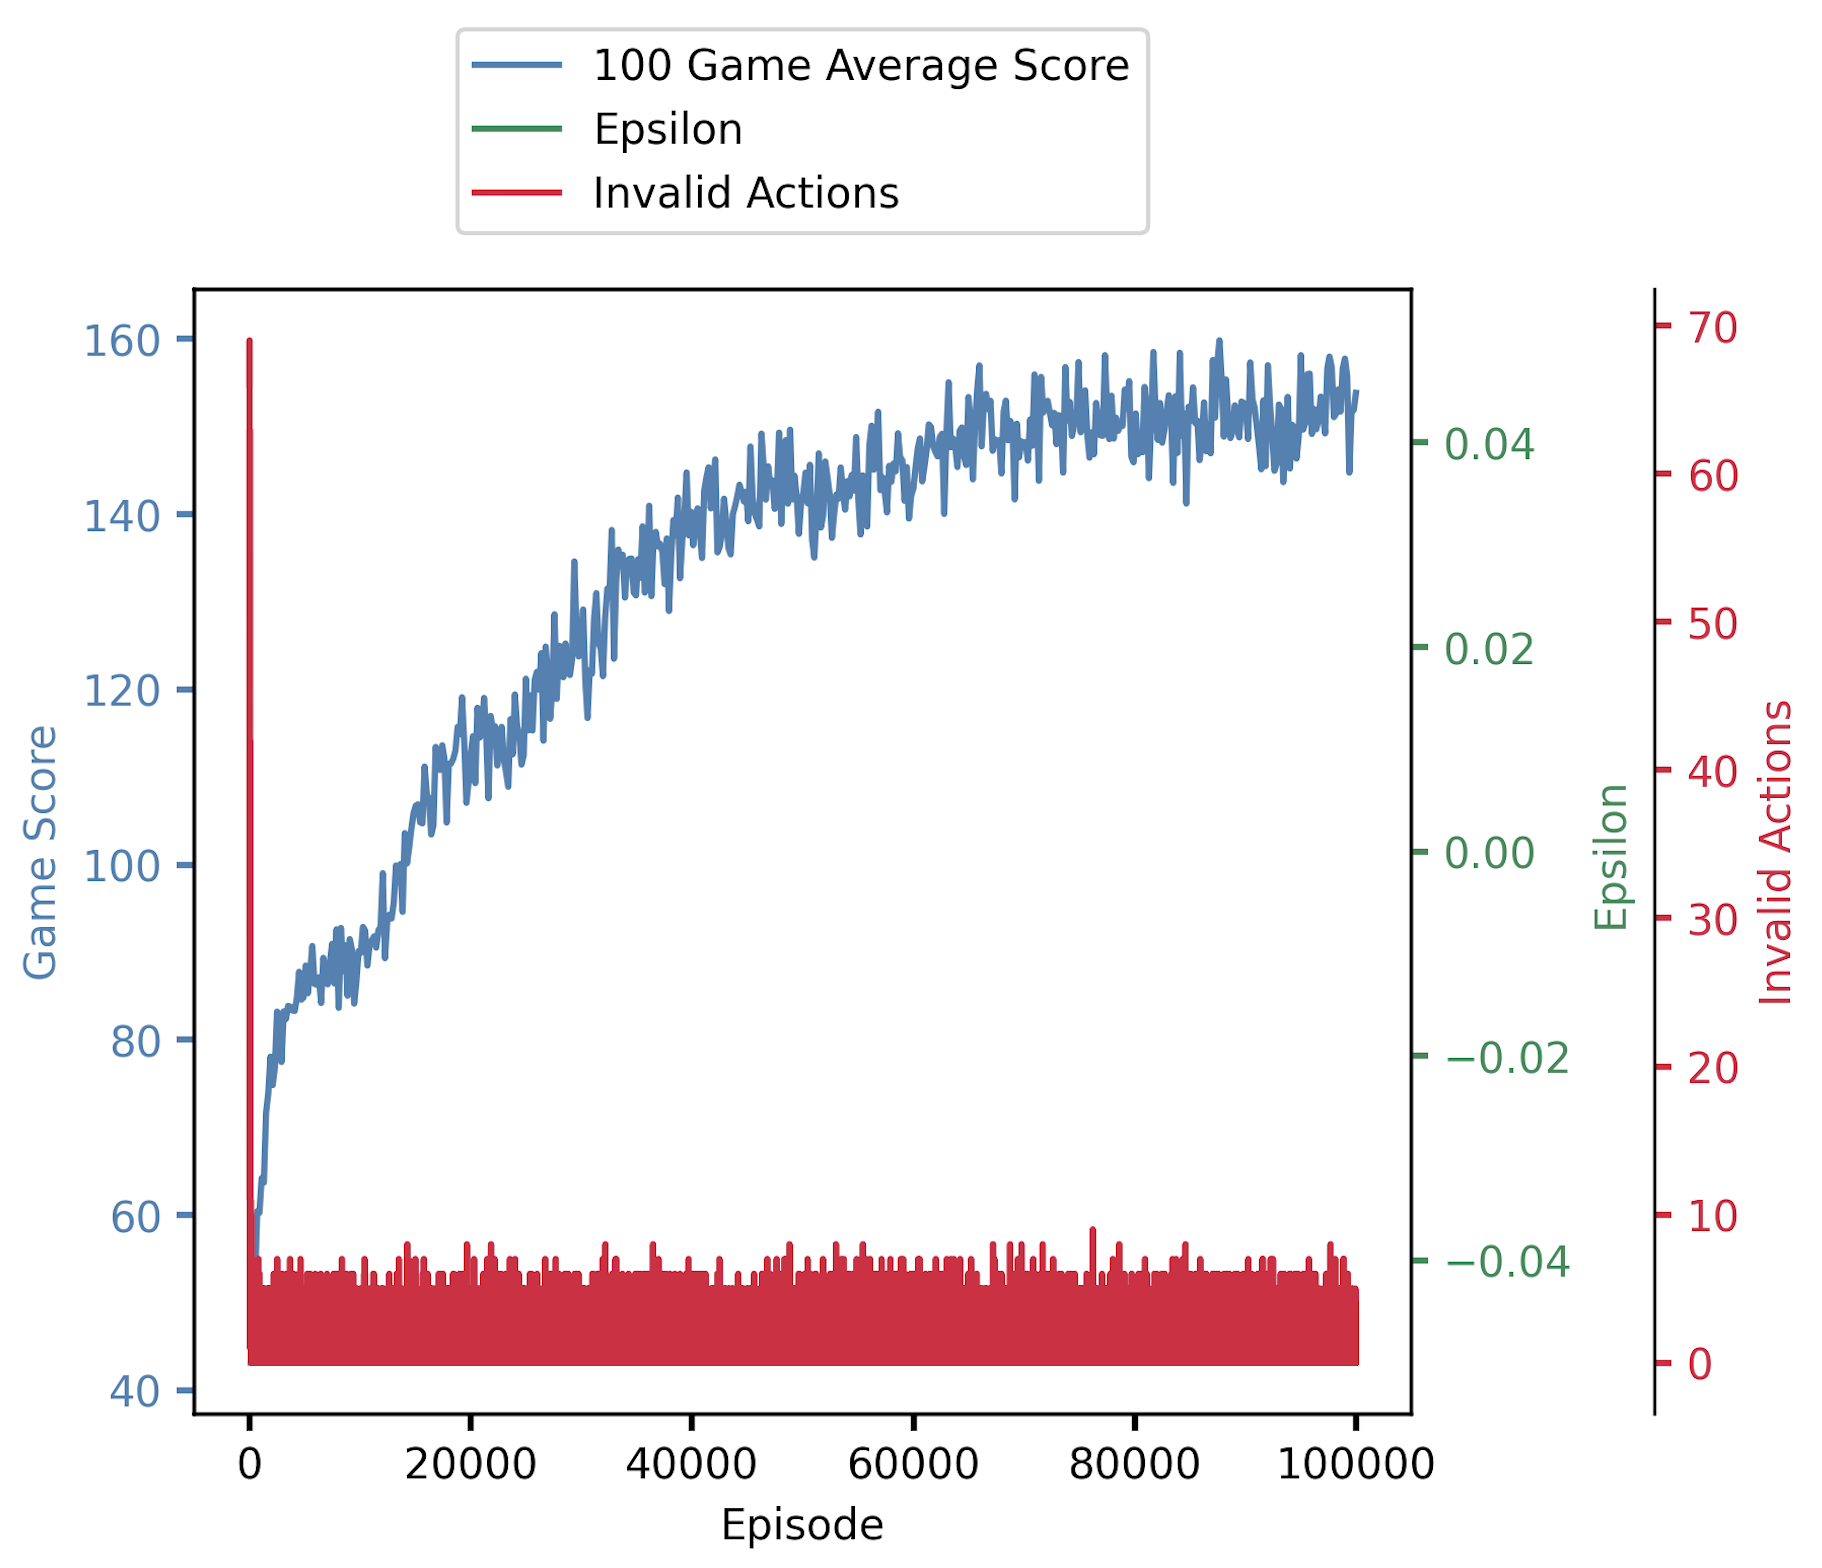 100 Game Average Score
Epsilon
Invalid Actions
160
140
120
100
80
60
40
Game Score
0.04
0.02
0.00
−0.02
−0.04
Epsilon
70
60
50
40
30
20
10
0
Invalid Actions
0 20000 40000 60000 80000 100000
Episode